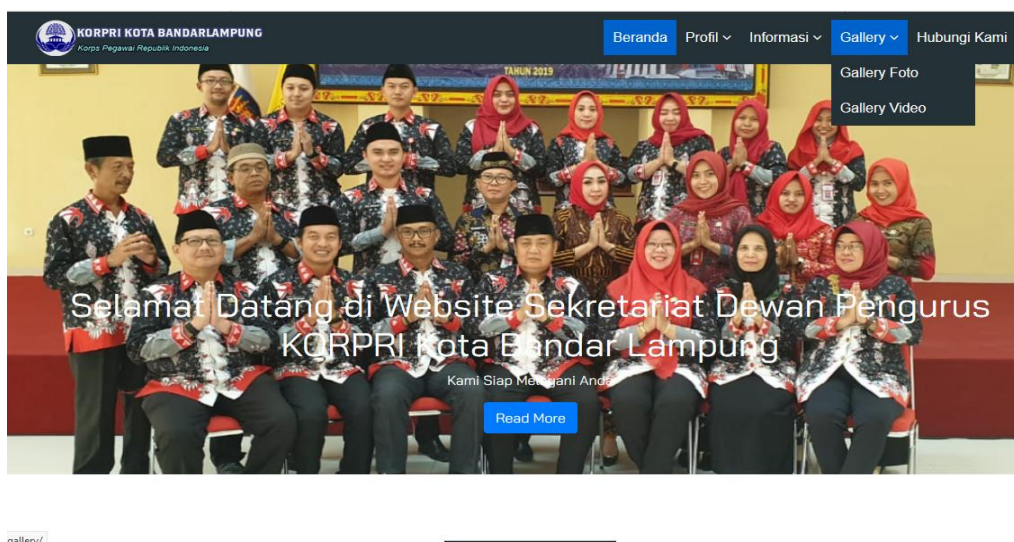 KORPRI KOTA BANDARLAMPUNG
Korps Pegawai Republik Indonesia
Beranda
Profil
Informasi
Gallery
Hubungi Kami
Gallery Foto
Gallery Video
TAHUN 2019
Selamat Datang di Website Sekretariat Dewan Pengurus
KORPRI Kota Bandar Lampung
Kami Siap Melayani Anda
Read More
gallery/